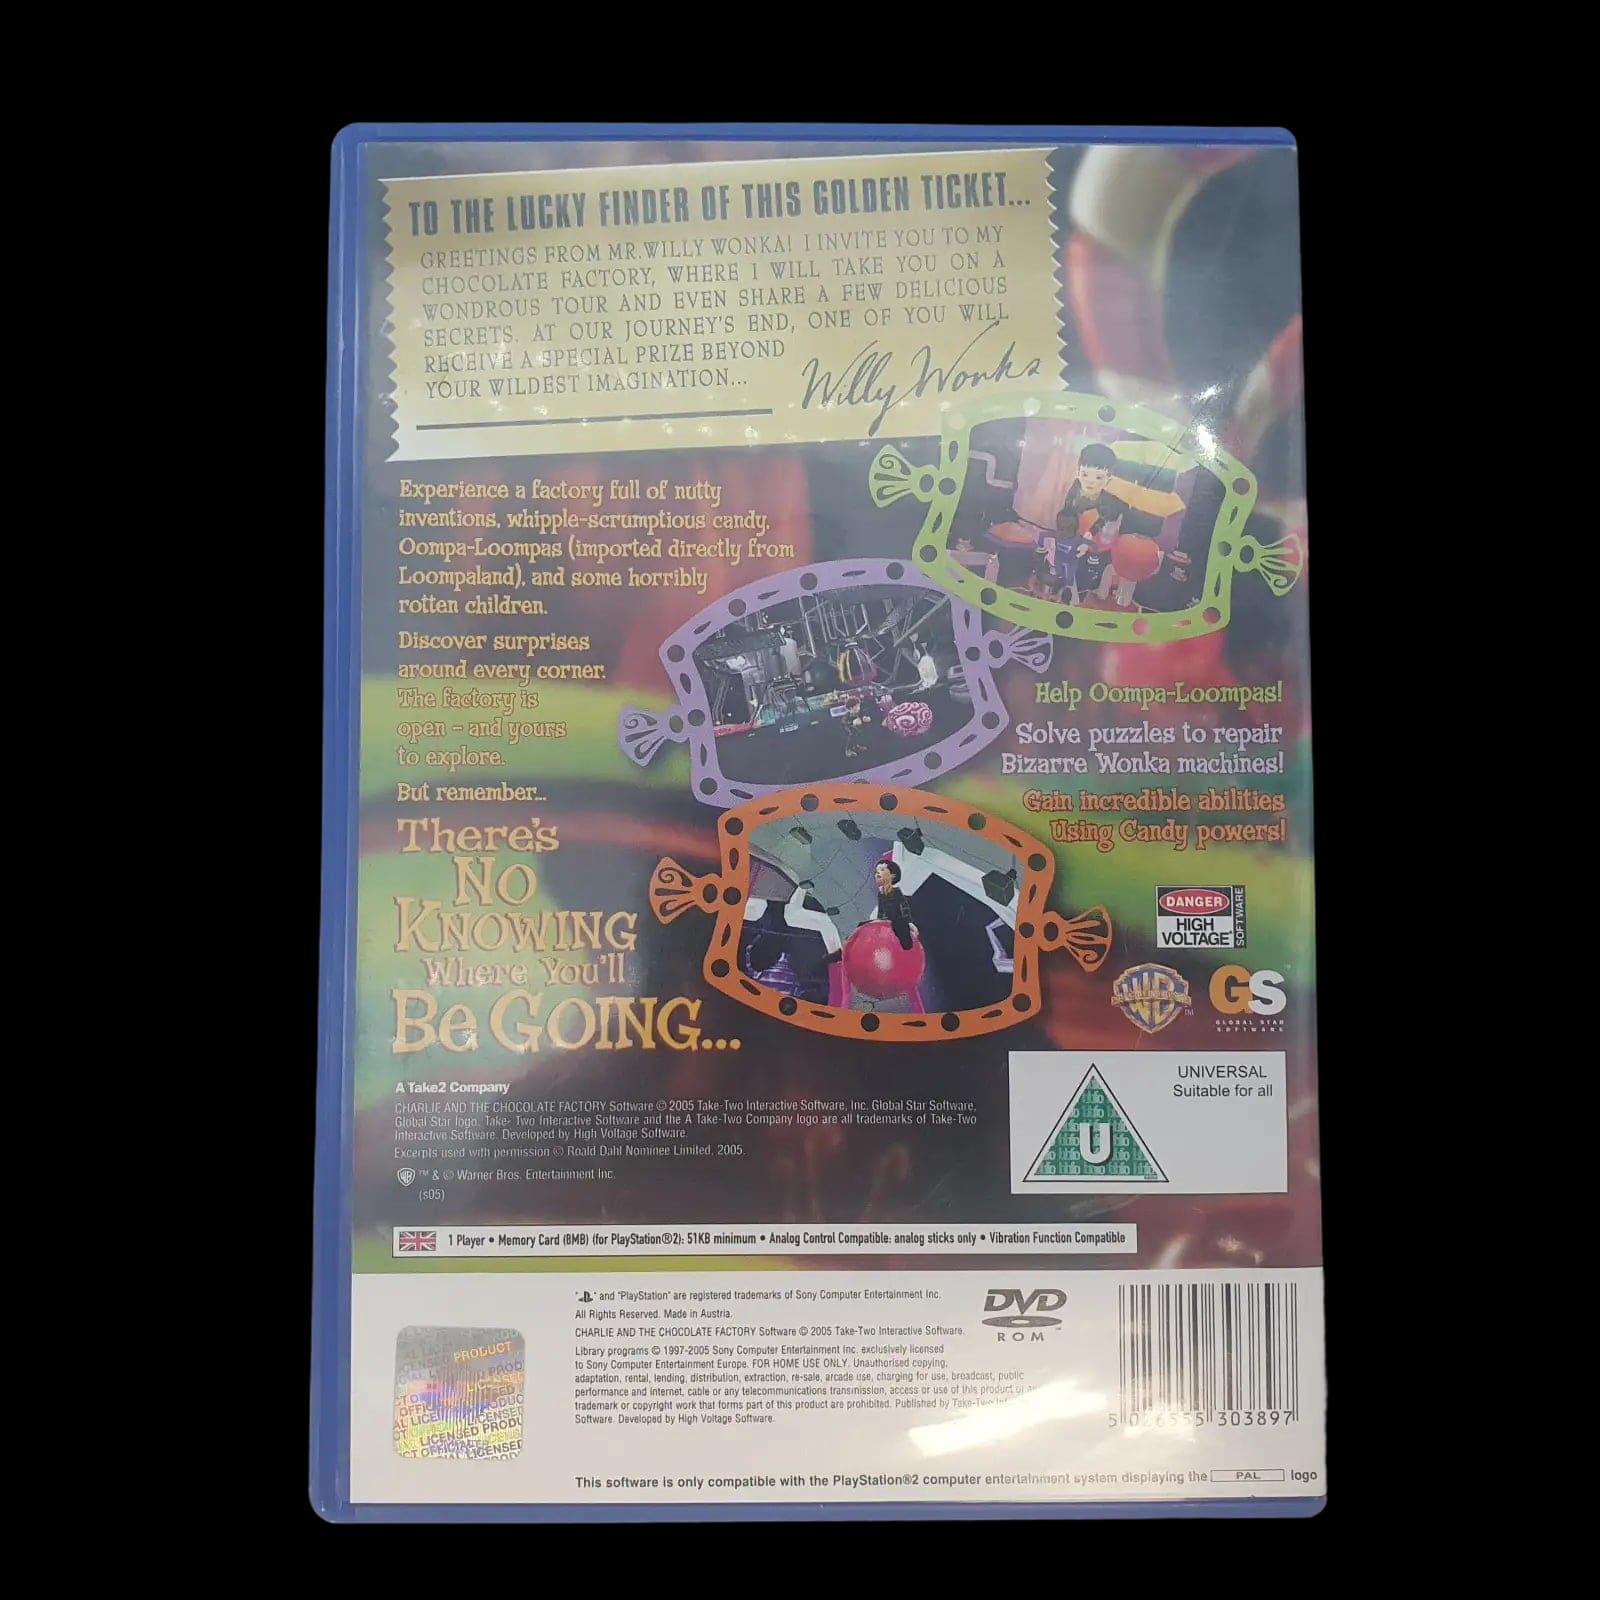 TO THE LUCKY FINDER OF THIS GOLDEN TICKET...
GREETINGS FROM MR.WILLY WONKA! I INVITE YOU TO MY
CHOCOLATE FACTORY, WHERE I WILL TAKE YOU ON A
WONDROUS TOUR AND EVEN SHARE A FEW DELICIOUS
SECRETS. AT OUR JOURNEY'S END, ONE OF YOU WILL
RECEIVE A SPECIAL PRIZE BEYOND
YOUR WILDEST IMAGINATION...
Willy Wonka
Experience a factory full of nutty
inventions, whipple-scrumptious candy,
Oompa-Loompas (imported directly from
Loompaland), and some horribly
rotten children.
Discover surprises
around every corner.
The factory is
open – and yours
to explore.
But remember...
There's
No
Knowing
Where You'll
Be Going...
Help Oompa-Loompas!
Solve puzzles to repair
Bizarre Wonka machines!
Gain incredible abilities
Using Candy powers!
DANGER
HIGH
VOLTAGE
SOFTWARE
WB TM
GS
GLOBAL STAR
SOFTWARE
A Take2 Company
CHARLIE AND THE CHOCOLATE FACTORY Software © 2005 Take-Two Interactive Software, Inc. Global Star Software,
Global Star logo, Take- Two Interactive Software and the A Take-Two Company logo are all trademarks of Take-Two
Interactive Software. Developed by High Voltage Software.
Excerpts used with permission © Roald Dahl Nominee Limited, 2005.
WB ™ & © Warner Bros. Entertainment Inc.
(s05)
UNIVERSAL
Suitable for all
U
1 Player • Memory Card (8MB) (for PlayStation®2): 51KB minimum • Analog Control Compatible: analog sticks only • Vibration Function Compatible
" " and "PlayStation" are registered trademarks of Sony Computer Entertainment Inc.
All Rights Reserved. Made in Austria.
CHARLIE AND THE CHOCOLATE FACTORY Software © 2005 Take-Two Interactive Software.
Library programs © 1997-2005 Sony Computer Entertainment Inc. exclusively licensed
to Sony Computer Entertainment Europe. FOR HOME USE ONLY. Unauthorised copying,
adaptation, rental, lending, distribution, extraction, re-sale, arcade use, charging for use, broadcast, public
performance and internet, cable or any telecommunications transmission, access or use of this product or
trademark or copyright work that forms part of this product are prohibited. Published by Take-Two
Software. Developed by High Voltage Software.
DVD
ROM
5 026555 303897
PRODUCT
LICENSED PRODU
This software is only compatible with the PlayStation®2 computer entertainment system displaying the PAL logo